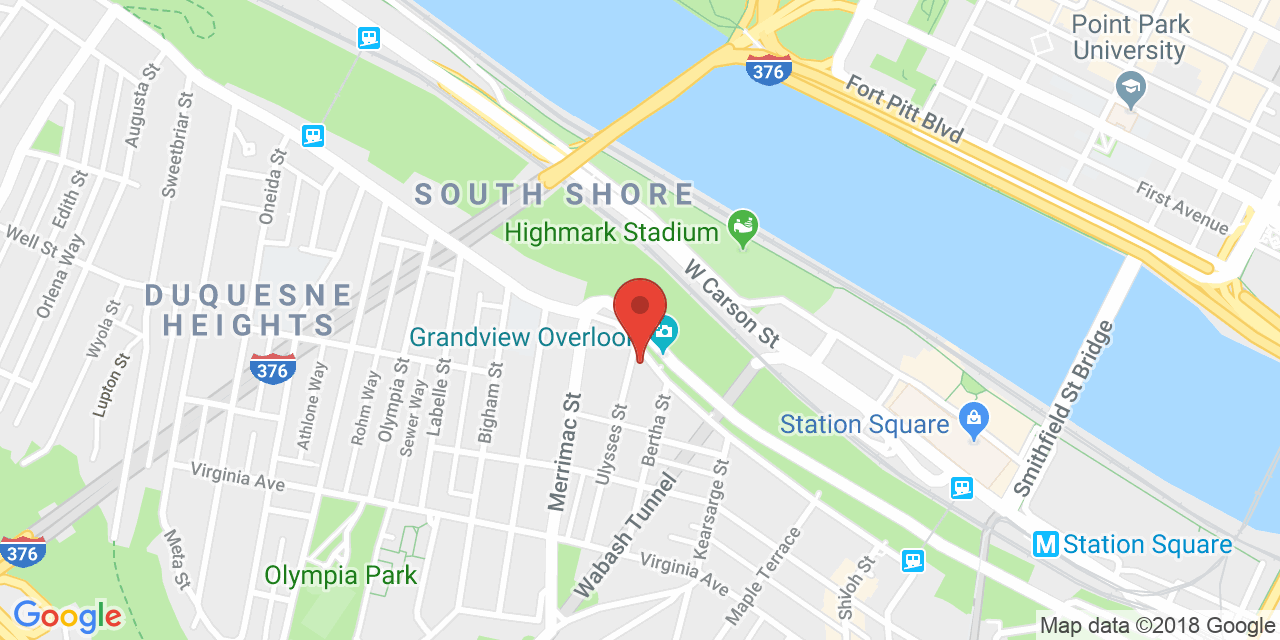 Point Park
University
376
Fort Pitt Blvd
Augusta St
Sweetbriar St
Oneida St
Edith St
First Avenue
SOUTH SHORE
Highmark Stadium
Well St
Orlena Way
W Carson St
DUQUESNE
HEIGHTS
Wyola St
Grandview Overloo
Lupton St
376
Athlone Way
Rohm Way
Olympia St
Sewer Way
Labelle St
Bigham St
Merrimac St
Ulysses St
Bertha St
Station Square
Smithfield St Bridge
Virginia Ave
Kearsarge St
Wabash Tunnel
Meta St
376
Olympia Park
Virginia Ave
Maple Terrace
Shiloh St
M Station Square
Google
Map data ©2018 Google